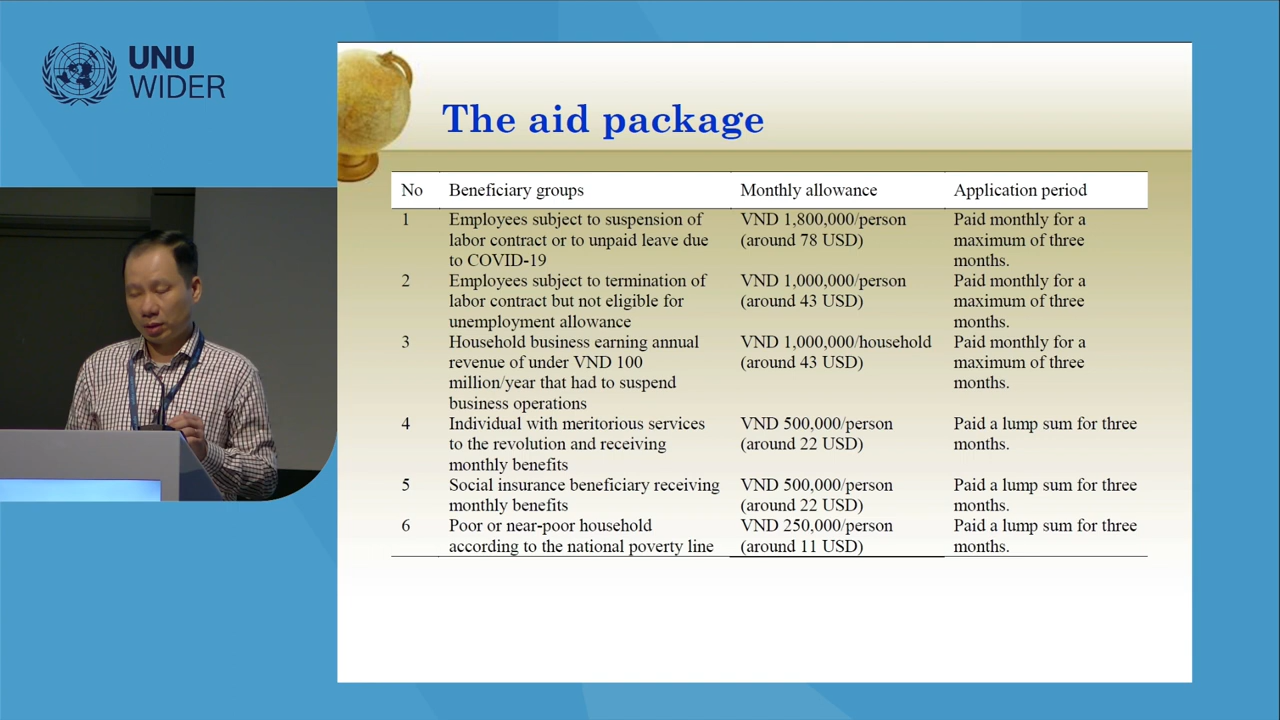 UNU
WIDER
The aid package
No Beneficiary groups Monthly allowance Application period
1 Employees subject to suspension of VND 1,800,000/person Paid monthly for a
labor contract or to unpaid leave due (around 78 USD) maximum of three
to COVID-19 months.
2 Employees subject to termination of VND 1,000,000/person Paid monthly for a
labor contract but not eligible for (around 43 USD) maximum of three
unemployment allowance months.
3 Household business earning annual VND 1,000,000/household Paid monthly for a
revenue of under VND 100 (around 43 USD) maximum of three
million/year that had to suspend months.
business operations
4 Individual with meritorious services VND 500,000/person Paid a lump sum for three
to the revolution and receiving (around 22 USD) months.
monthly benefits
5 Social insurance beneficiary receiving VND 500,000/person Paid a lump sum for three
monthly benefits (around 22 USD) months.
6 Poor or near-poor household VND 250,000/person Paid a lump sum for three
according to the national poverty line (around 11 USD) months.